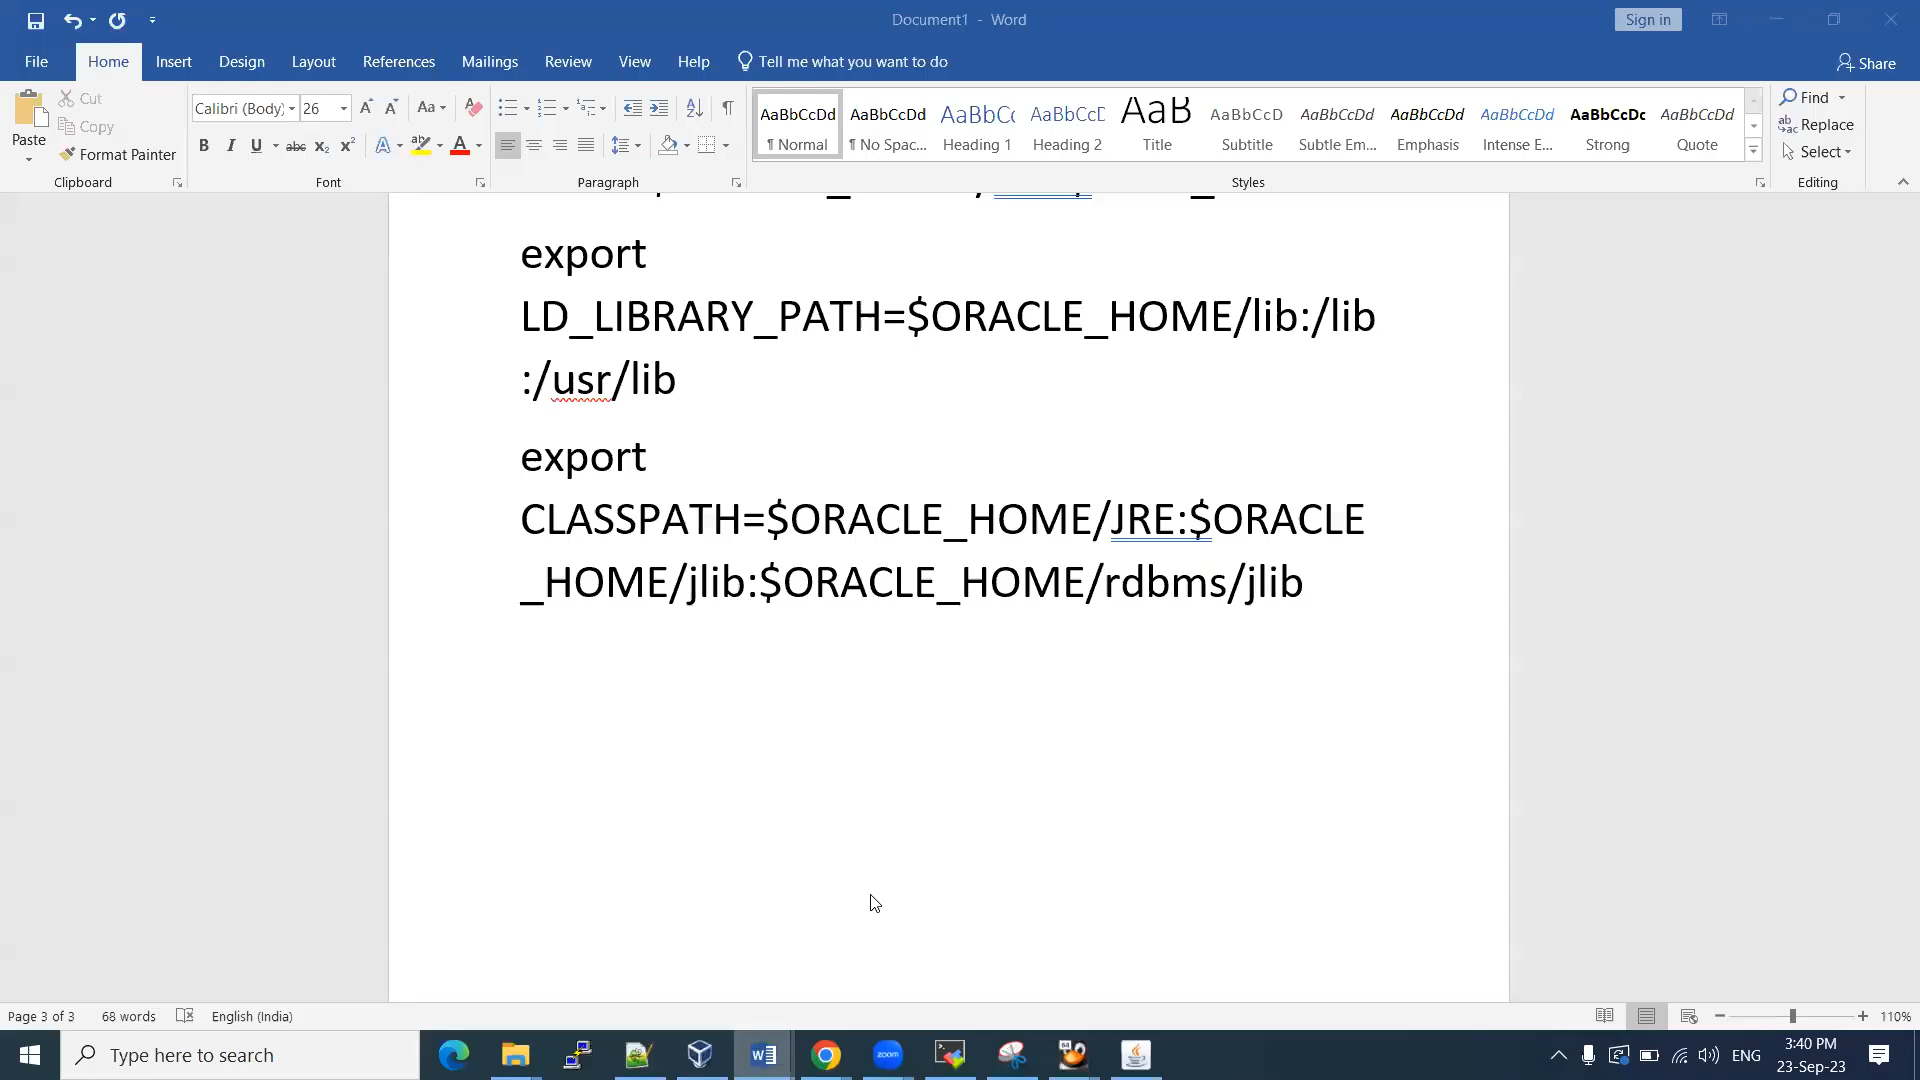 Document1 - Word
Sign in
File Home Insert Design Layout References Mailings Review View Help Tell me what you want to do Share
Paste
Cut
Copy
Format Painter
Clipboard
Calibri (Body) 26
Aa
B I U abc x₂ x²
A
A
Font
Paragraph
AaBbCcDd AaBbCcDd AaBbCc AaBbCcD AaB AaBbCcD AaBbCcDd AaBbCcDd AaBbCcDd AaBbCcDc AaBbCcDd
¶ Normal ¶ No Spac... Heading 1 Heading 2 Title Subtitle Subtle Em... Emphasis Intense E... Strong Quote
Styles
Find
Replace
Select
Editing
export
LD_LIBRARY_PATH=$ORACLE_HOME/lib:/lib
:/usr/lib
export
CLASSPATH=$ORACLE_HOME/JRE:$ORACLE
_HOME/jlib:$ORACLE_HOME/rdbms/jlib
Page 3 of 3 68 words English (India) 110%
Type here to search
zoom
ENG
3:40 PM
23-Sep-23